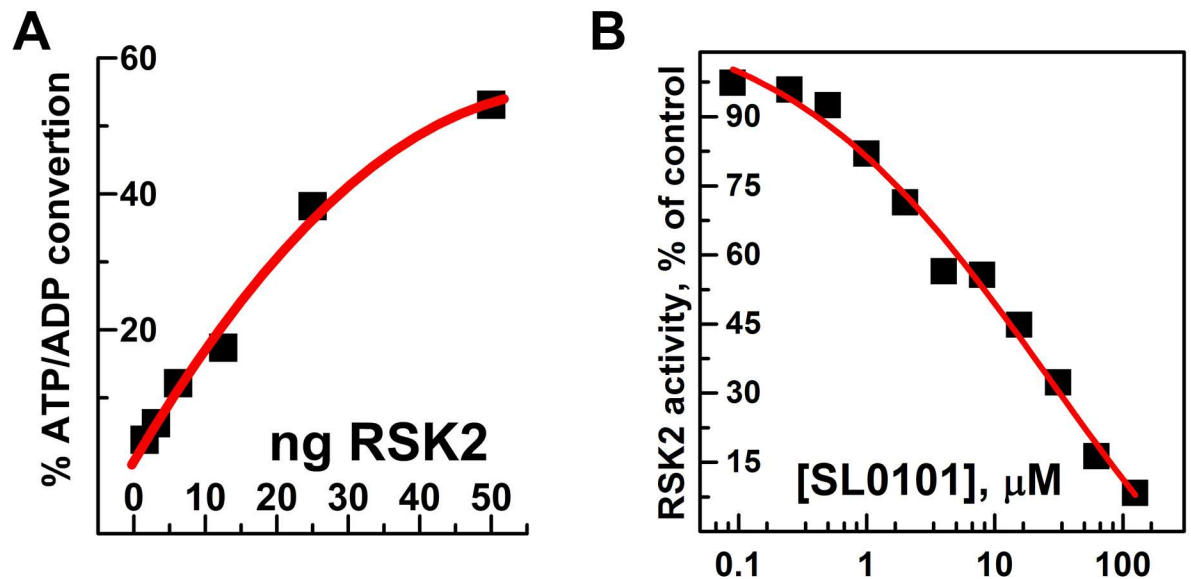 A
% ATP/ADP convertion
60
40
20
ng RSK2
0 10 20 30 40 50
B
RSK2 activity, % of control
90
75
60
45
30
15
[SL0101], μM
0.1 1 10 100